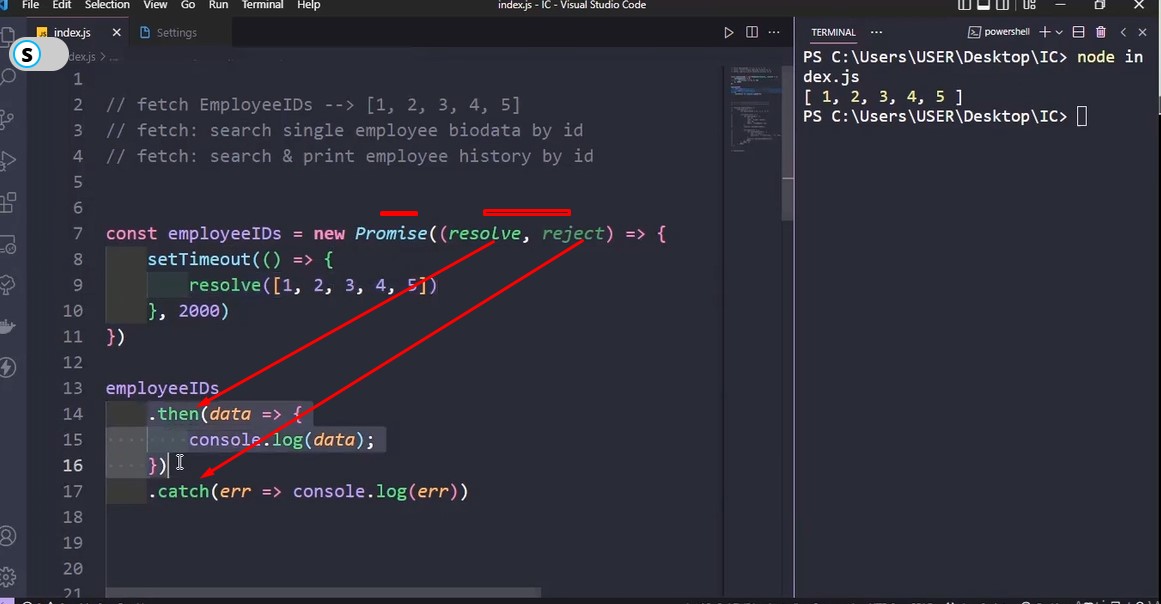 File Edit Selection View Go Run Terminal Help
index.js - IC - Visual Studio Code
index.js
Settings
S
dex.js > ...
1
2 // fetch EmployeeIDs --> [1, 2, 3, 4, 5]
3 // fetch: search single employee biodata by id
4 // fetch: search & print employee history by id
5
6
7 const employeeIDs = new Promise((resolve, reject) => {
8 setTimeout(() => {
9 resolve([1, 2, 3, 4, 5])
10 }, 2000)
11 })
12
13 employeeIDs
14 .then(data => {
15 console.log(data);
16 })
17 .catch(err => console.log(err))
18
19
20
21
TERMINAL
powershell
PS C:\Users\USER\Desktop\IC> node in
dex.js
[ 1, 2, 3, 4, 5 ]
PS C:\Users\USER\Desktop\IC>